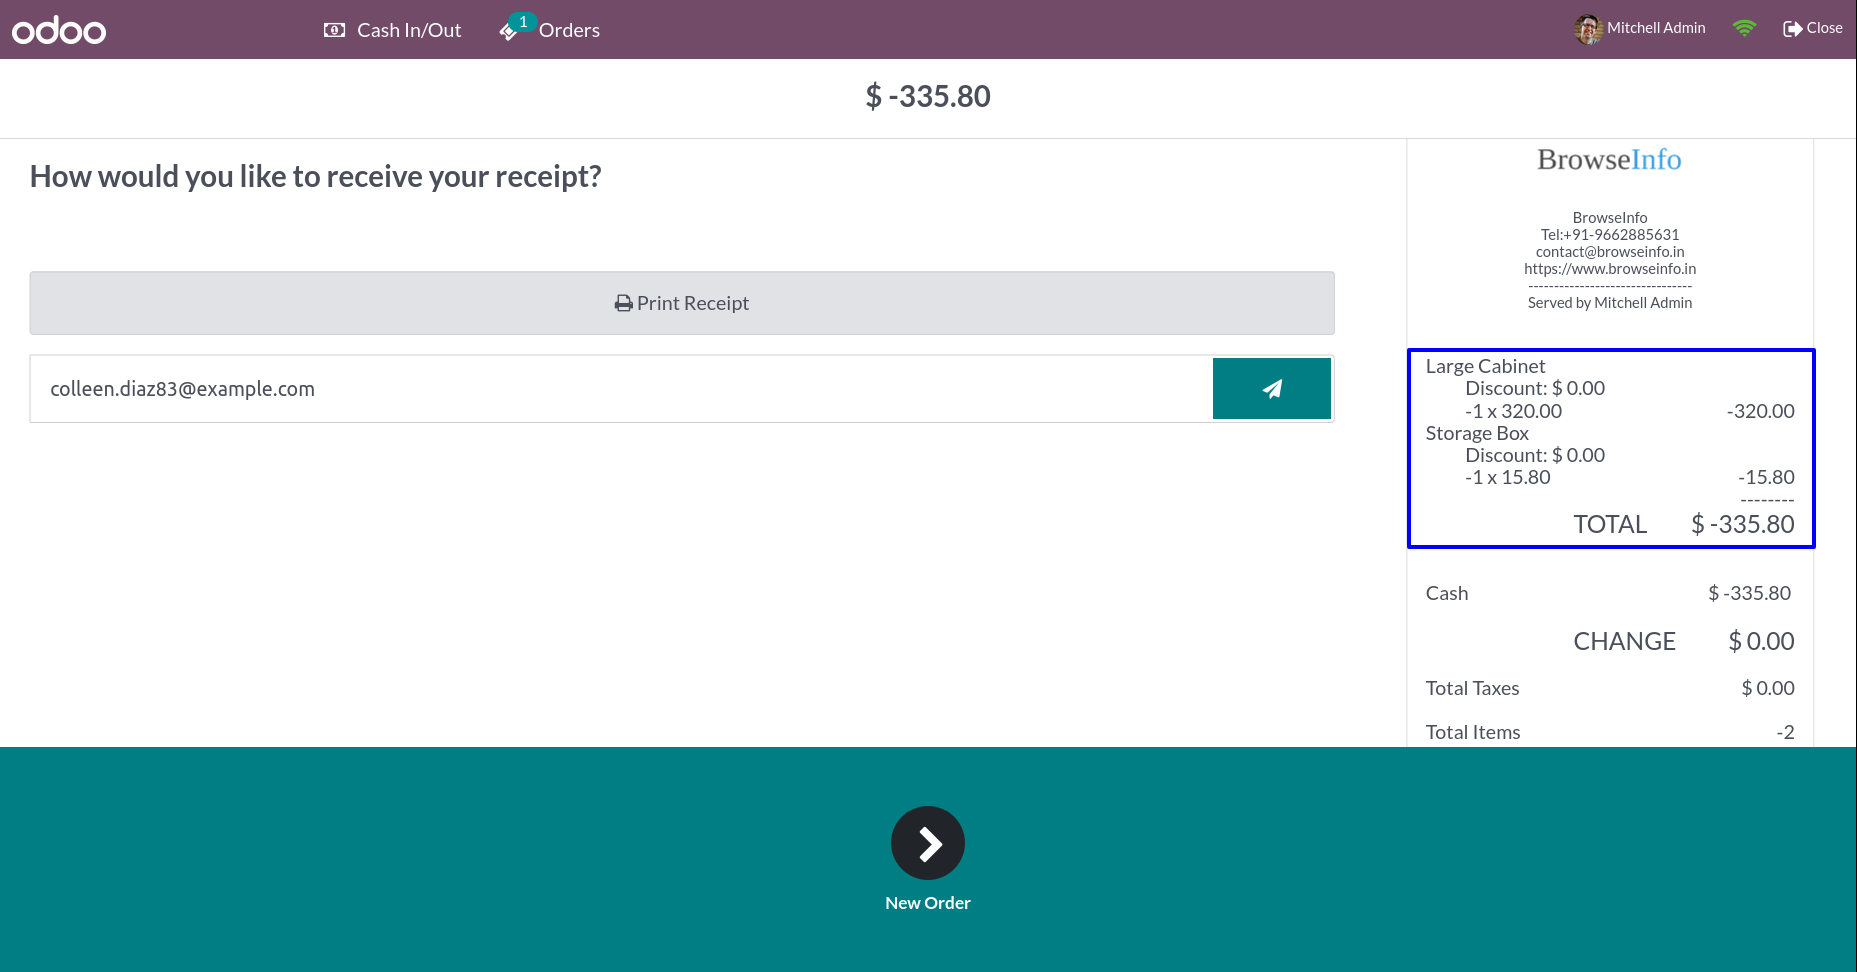 odoo
Cash In/Out
1
Orders
Mitchell Admin
Close
$ -335.80
How would you like to receive your receipt?
Print Receipt
colleen.diaz83@example.com
BrowseInfo
BrowseInfo
Tel:+91-9662885631
contact@browseinfo.in
https://www.browseinfo.in
--------------------------------
Served by Mitchell Admin
Large Cabinet
Discount: $ 0.00
-1 x 320.00 -320.00
Storage Box
Discount: $ 0.00
-1 x 15.80 -15.80
--------
TOTAL $ -335.80
Cash $ -335.80
CHANGE $ 0.00
Total Taxes $ 0.00
Total Items -2
New Order